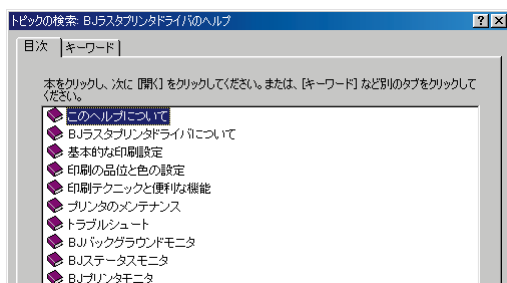 トピックの検索: BJラスタプリンタドライバのヘルプ
目次
キーワード
本をクリックし、次に [開く] をクリックしてください。または、[キーワード] など別のタブをクリックして
ください。
このヘルプについて
BJラスタプリンタドライバについて
基本的な印刷設定
印刷の品位と色の設定
印刷テクニックと便利な機能
プリンタのメンテナンス
トラブルシュート
BJバックグラウンドモニタ
BJステータスモニタ
BJプリンタモニタ